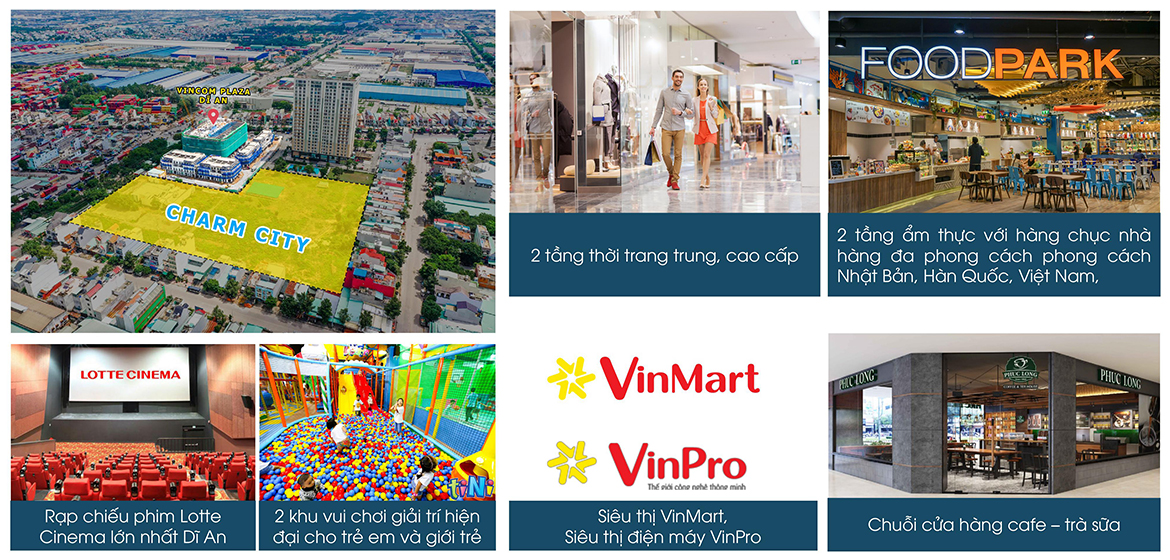 VINCOM PLAZA
DĨ AN
CHARM CITY
2 tầng thời trang trung, cao cấp
FOODPARK
2 tầng ẩm thực với hàng chục nhà
hàng đa phong cách phong cách
Nhật Bản, Hàn Quốc, Việt Nam,
LOTTE CINEMA
Rạp chiếu phim Lotte
Cinema lớn nhất Dĩ An
tiNi
2 khu vui chơi giải trí hiện
đại cho trẻ em và giới trẻ
VinMart
VinPro
Thế giới công nghệ thông minh
Siêu thị VinMart,
Siêu thị điện máy VinPro
PHUC LONG
PHUC LONG
PHUC LONG
Chuỗi cửa hàng cafe – trà sữa